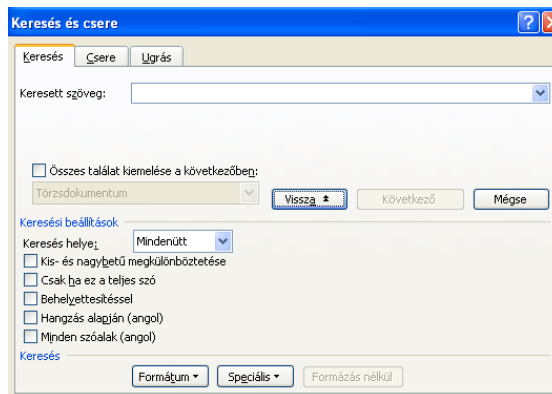 Keresés és csere
Keresés Csere Ugrás
Keresett szöveg:
Összes találat kiemelése a következőben:
Törzsdokumentum Vissza Következő Mégse
Keresési beállítások
Keresés helye: Mindenütt
Kis- és nagybetű megkülönböztetése
Csak ha ez a teljes szó
Behelyettesítéssel
Hangzás alapján (angol)
Minden szóalak (angol)
Keresés
Formátum Speciális Formázás nélkül